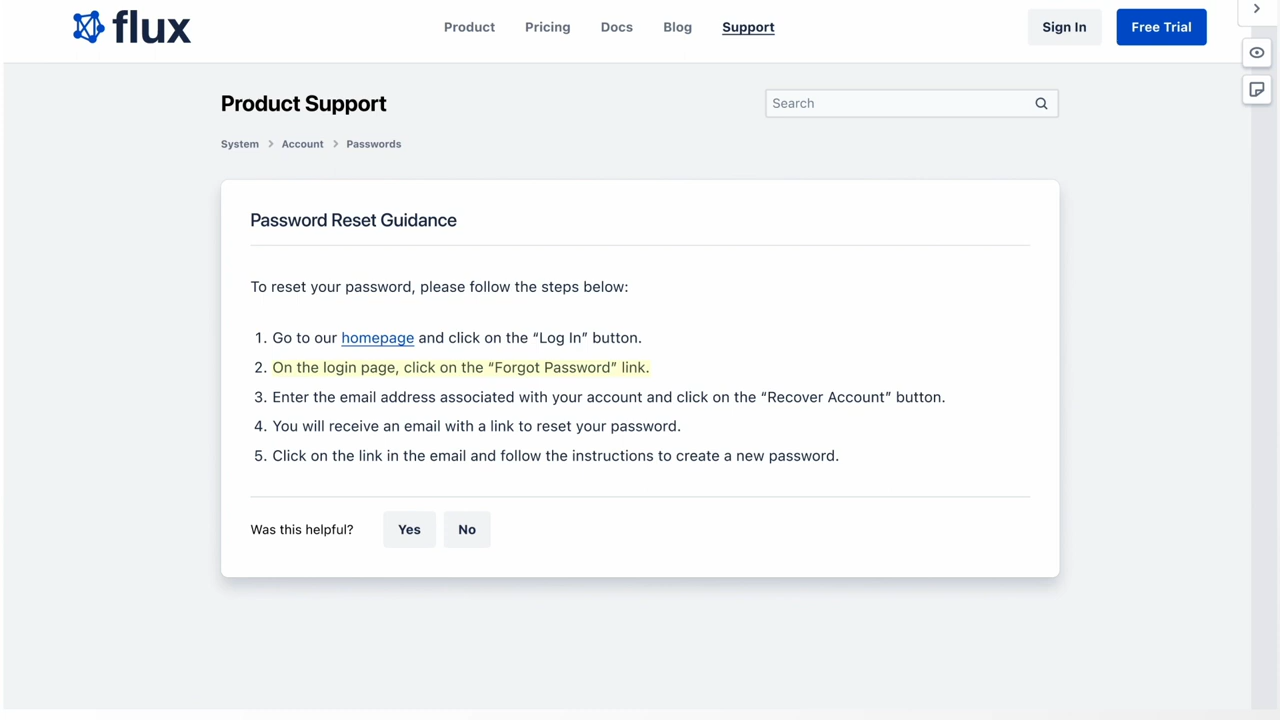 flux
Product Pricing Docs Blog Support
Sign In Free Trial
Product Support
Search
System > Account > Passwords
Password Reset Guidance
To reset your password, please follow the steps below:
1. Go to our homepage and click on the “Log In” button.
2. On the login page, click on the “Forgot Password” link.
3. Enter the email address associated with your account and click on the “Recover Account” button.
4. You will receive an email with a link to reset your password.
5. Click on the link in the email and follow the instructions to create a new password.
Was this helpful? Yes No